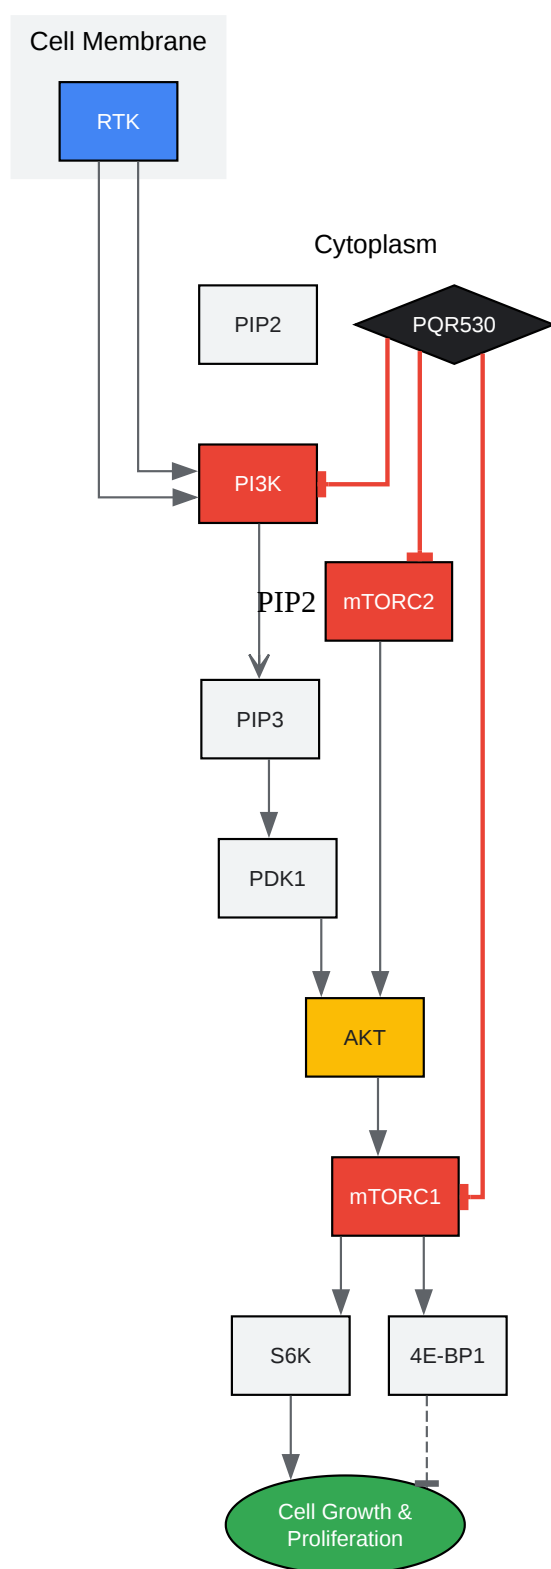 Cell Membrane
RTK
Cytoplasm
PIP2
PQR530
PI3K
PIP2
mTORC2
PIP3
PDK1
AKT
mTORC1
S6K
4E-BP1
Cell Growth &
Proliferation